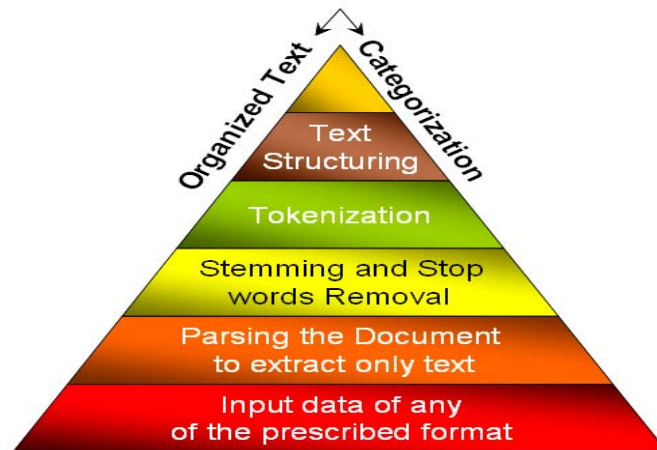 Organized Text
Categorization
Text
Structuring
Tokenization
Stemming and Stop
words Removal
Parsing the Document
to extract only text
Input data of any
of the prescribed format